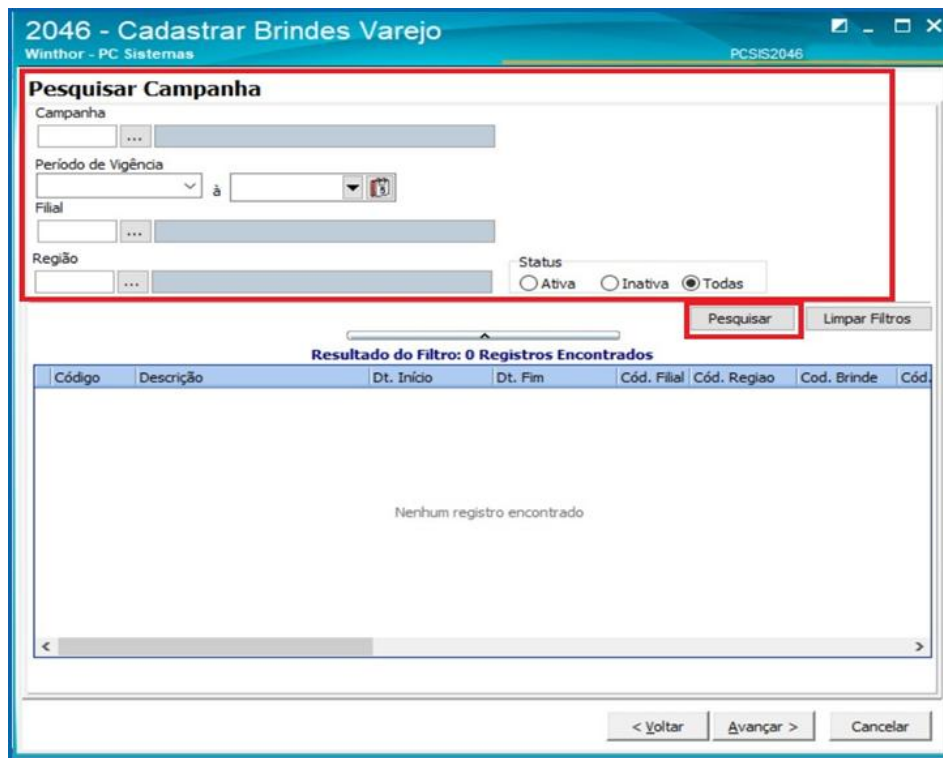 2046 - Cadastrar Brindes Varejo
Winthor - PC Sistemas
PCSIS2046
Pesquisar Campanha
Campanha
...
Período de Vigência
à
Filial
...
Região
...
Status
Ativa Inativa Todas
Pesquisar Limpar Filtros
Resultado do Filtro: 0 Registros Encontrados
Código Descrição Dt. Início Dt. Fim Cód. Filial Cód. Regiao Cod. Brinde Cód.
Nenhum registro encontrado
< Voltar Avançar > Cancelar